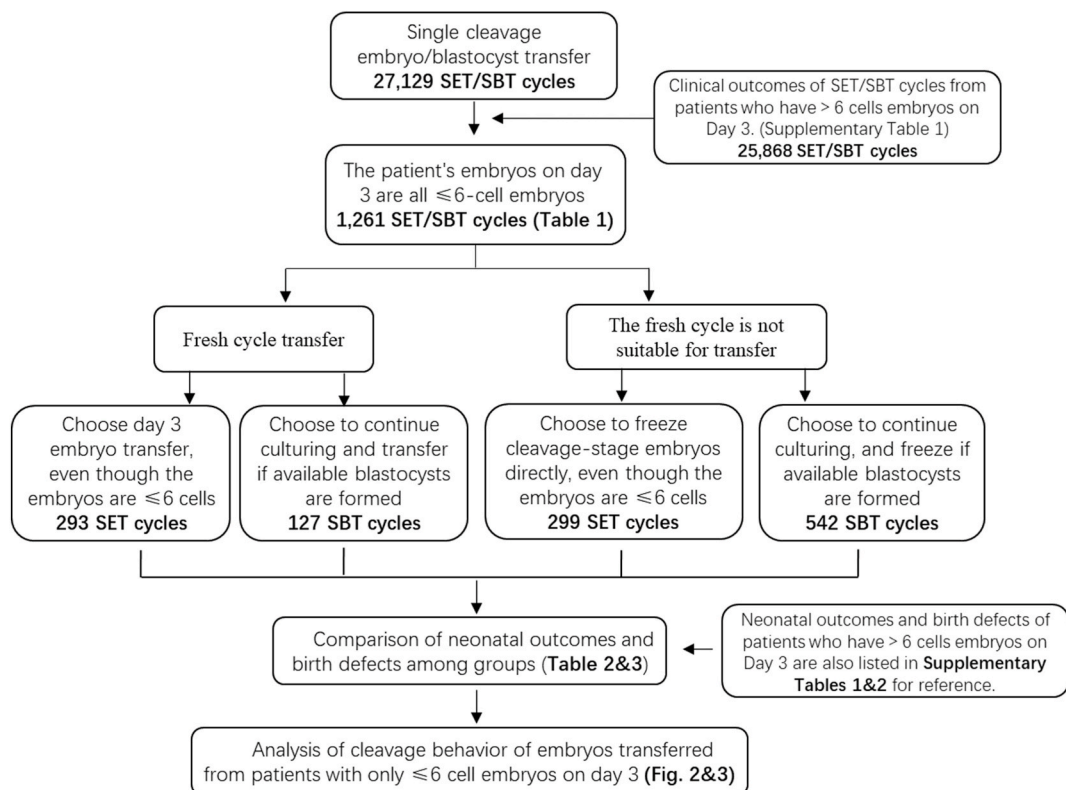 Single cleavage
embryo/blastocyst transfer
27,129 SET/SBT cycles
Clinical outcomes of SET/SBT cycles from
patients who have > 6 cells embryos on
Day 3. (Supplementary Table 1)
25,868 SET/SBT cycles
The patient's embryos on day
3 are all ≤6-cell embryos
1,261 SET/SBT cycles (Table 1)
Fresh cycle transfer
The fresh cycle is not
suitable for transfer
Choose day 3
embryo transfer,
even though the
embryos are ≤6 cells
293 SET cycles
Choose to continue
culturing and transfer
if available blastocysts
are formed
127 SBT cycles
Choose to freeze
cleavage-stage embryos
directly, even though the
embryos are ≤6 cells
299 SET cycles
Choose to continue
culturing, and freeze if
available blastocysts
are formed
542 SBT cycles
Comparison of neonatal outcomes and
birth defects among groups (Table 2&3)
Neonatal outcomes and birth defects of
patients who have > 6 cells embryos on
Day 3 are also listed in Supplementary
Tables 1&2 for reference.
Analysis of cleavage behavior of embryos transferred
from patients with only ≤6 cell embryos on day 3 (Fig. 2&3)